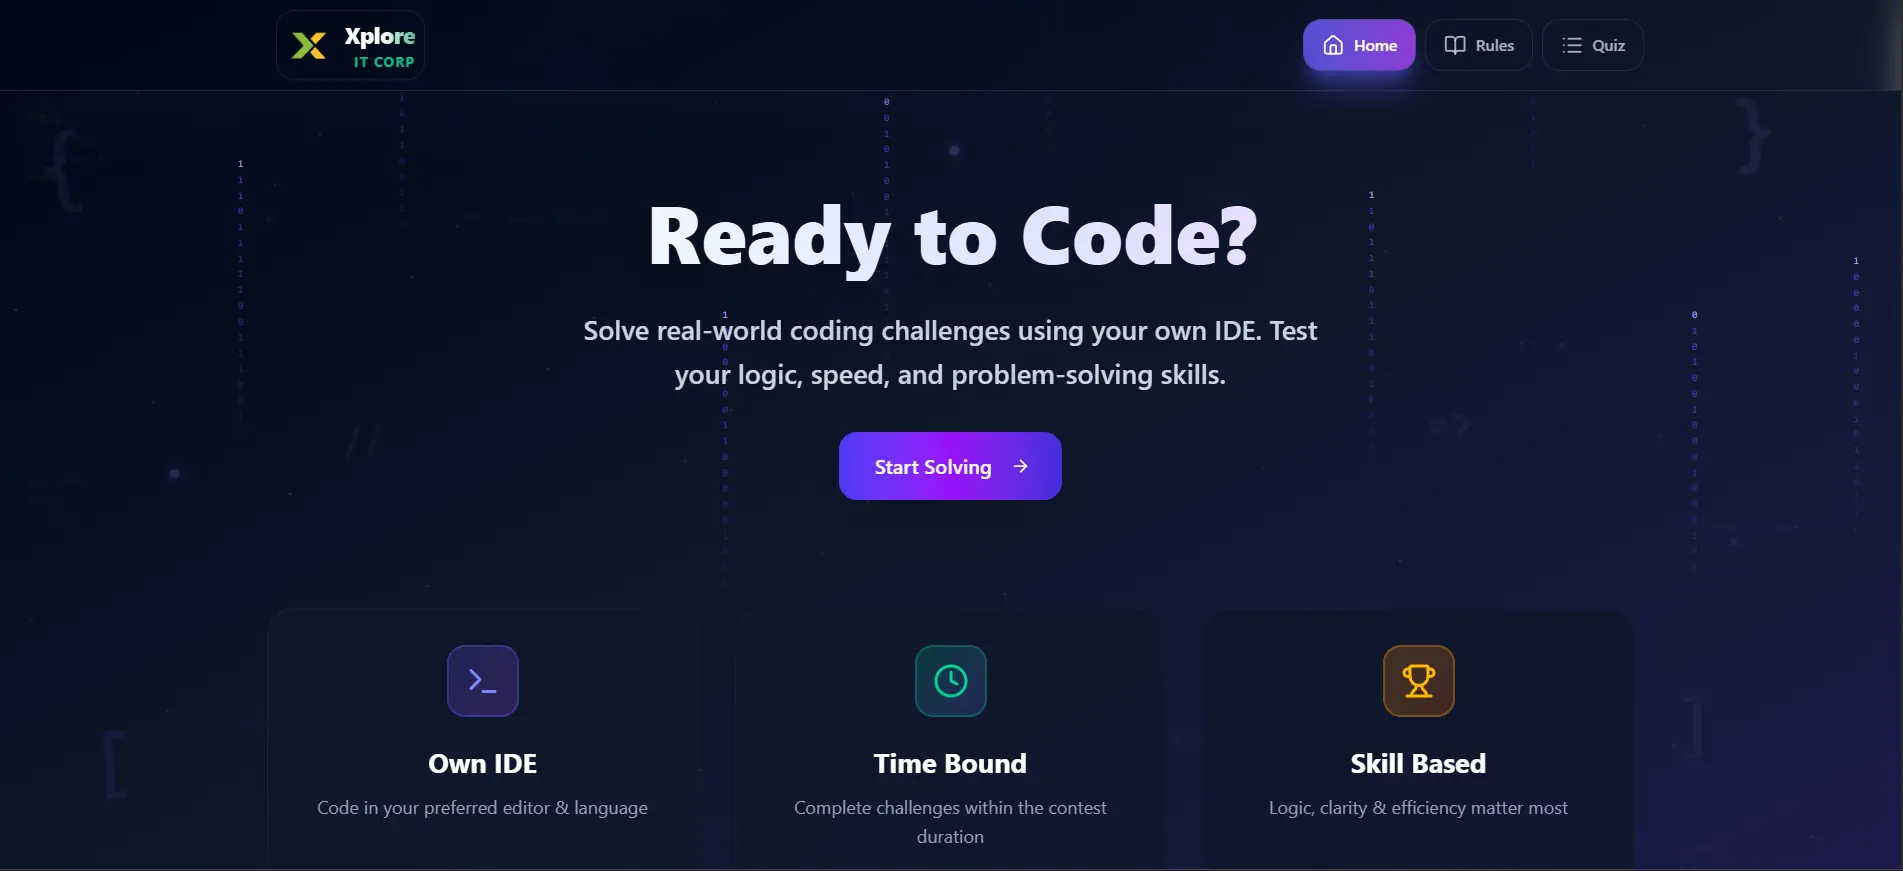 Xplore
IT CORP
Home
Rules
Quiz
Ready to Code?
Solve real-world coding challenges using your own IDE. Test
your logic, speed, and problem-solving skills.
Start Solving
Own IDE
Code in your preferred editor & language
Time Bound
Complete challenges within the contest
duration
Skill Based
Logic, clarity & efficiency matter most